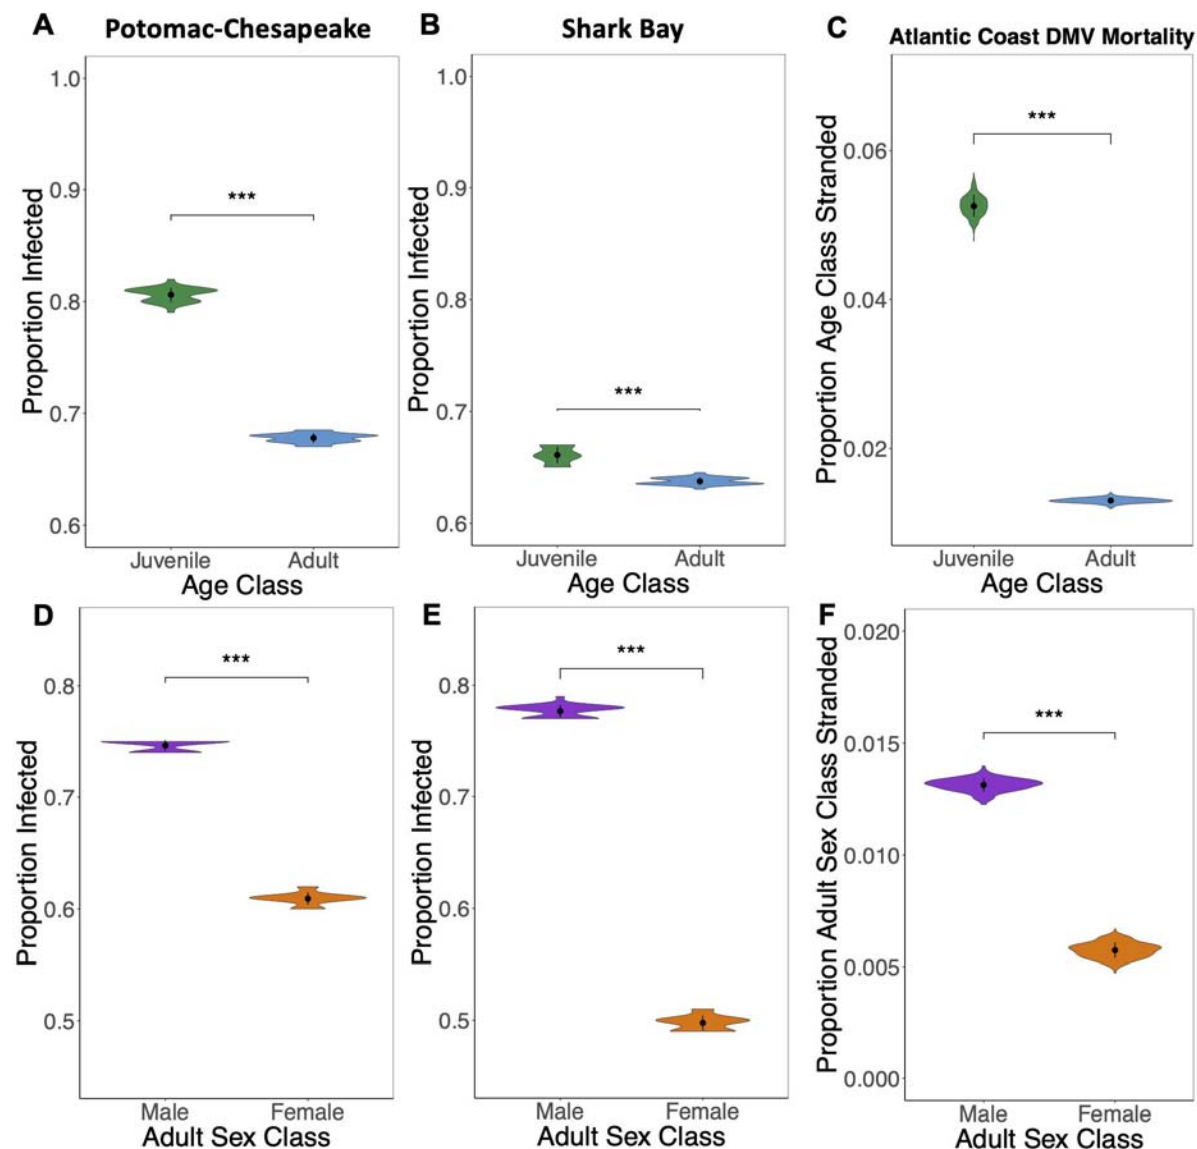 A
Potomac-Chesapeake
Proportion Infected
1.0
0.9
0.8
0.7
0.6
***
Juvenile
Adult
Age Class
B
Shark Bay
Proportion Infected
1.0
0.9
0.8
0.7
0.6
***
Juvenile
Adult
Age Class
C
Atlantic Coast DMV Mortality
Proportion Age Class Stranded
0.06
0.04
0.02
***
Juvenile
Adult
Age Class
D
Proportion Infected
0.8
0.7
0.6
0.5
***
Male
Female
Adult Sex Class
E
Proportion Infected
0.8
0.7
0.6
0.5
***
Male
Female
Adult Sex Class
F
Proportion Adult Sex Class Stranded
0.020
0.015
0.010
0.005
0.000
***
Male
Female
Adult Sex Class